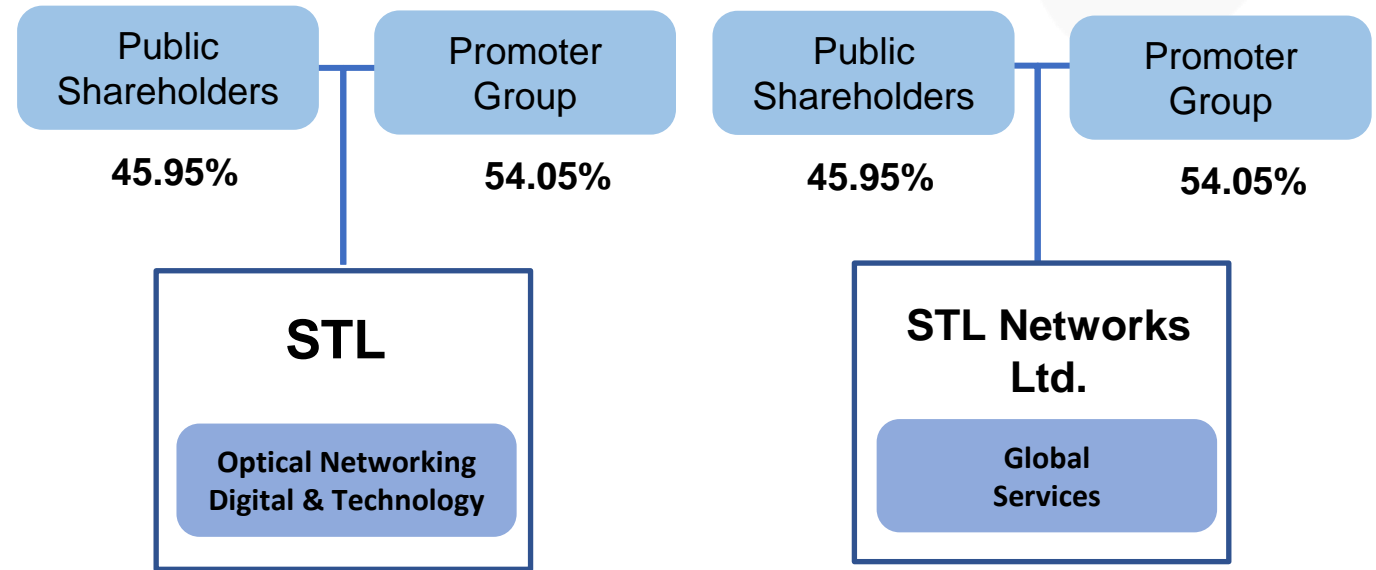 Public
Shareholders
Promoter
Group
45.95%
54.05%
STL
Optical Networking
Digital & Technology
Public
Shareholders
Promoter
Group
45.95%
54.05%
STL Networks
Ltd.
Global
Services